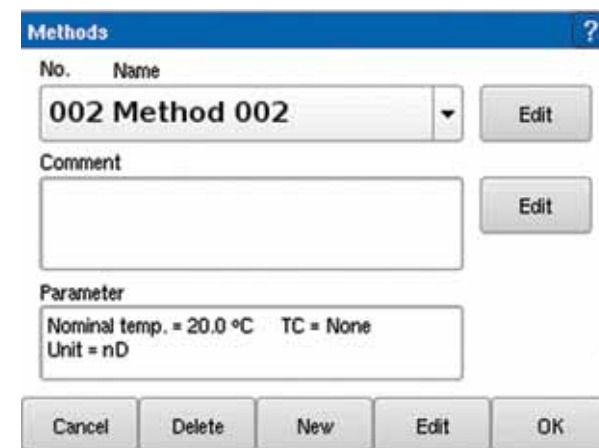 Methods ?
No. Name
002 Method 002 Edit
Comment
Edit
Parameter
Nominal temp. = 20.0 ºC TC = None
Unit = nD
Cancel Delete New Edit OK